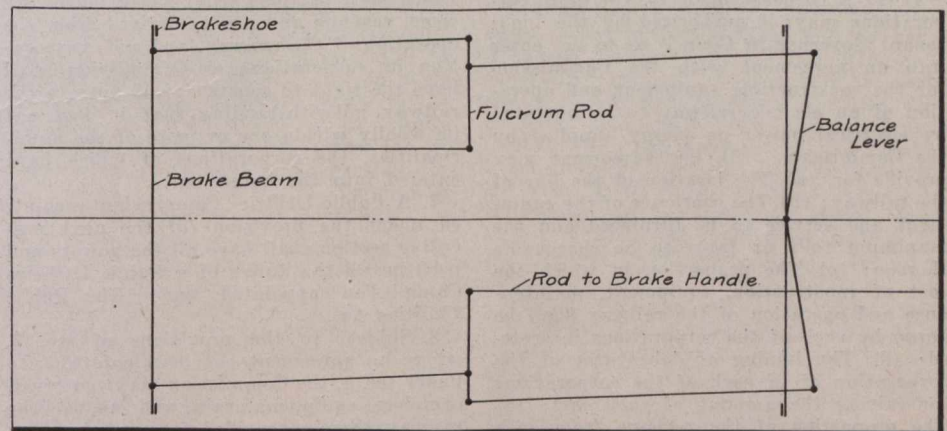 Brakeshoe
Fulcrum Rod
Balance
Lever
Brake Beam
Rod to Brake Handle